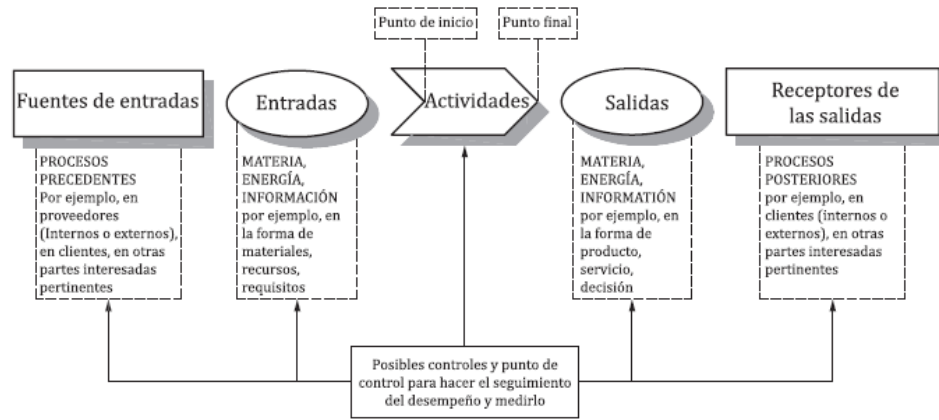 Punto de inicio
Punto final
Fuentes de entradas
Entradas
Actividades
Salidas
Receptores de
las salidas
PROCESOS
PRECEDENTES
Por ejemplo, en
proveedores
(Internos o externos),
en clientes, en otras
partes interesadas
pertinentes
MATERIA,
ENERGÍA,
INFORMACIÓN
por ejemplo, en
la forma de
materiales,
recursos,
requisitos
MATERIA,
ENERGÍA,
INFORMATIÓN
por ejemplo, en
la forma de
producto,
servicio,
decisión
PROCESOS
POSTERIORES
por ejemplo, en
clientes (internos o
externos), en otras
partes interesadas
pertinentes
Posibles controles y punto de
control para hacer el seguimiento
del desempeño y medirlo